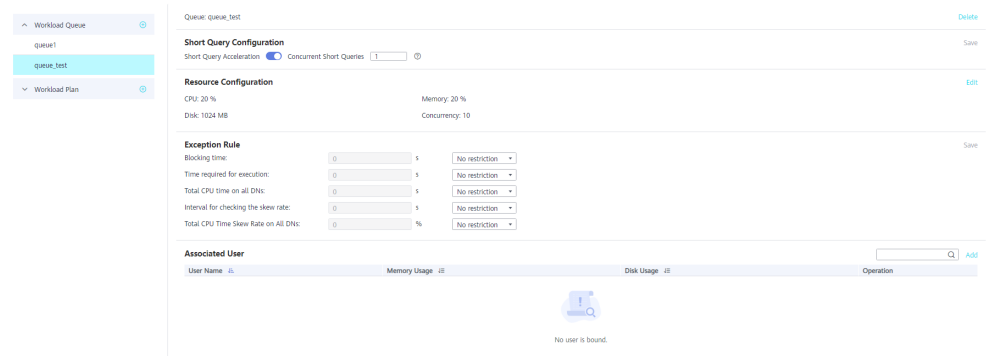 Workload Queue
queue1
queue_test
Workload Plan
Queue: queue_test
Delete
Short Query Configuration
Save
Short Query Acceleration Concurrent Short Queries 1
Resource Configuration
Edit
CPU: 20 % Memory: 20 %
Disk: 1024 MB Concurrency: 10
Exception Rule
Save
Blocking time: 0 s No restriction
Time required for execution: 0 s No restriction
Total CPU time on all DNs: 0 s No restriction
Interval for checking the skew rate: 0 s No restriction
Total CPU Time Skew Rate on All DNs: 0 % No restriction
Associated User
Add
User Name Memory Usage Disk Usage Operation
No user is bound.